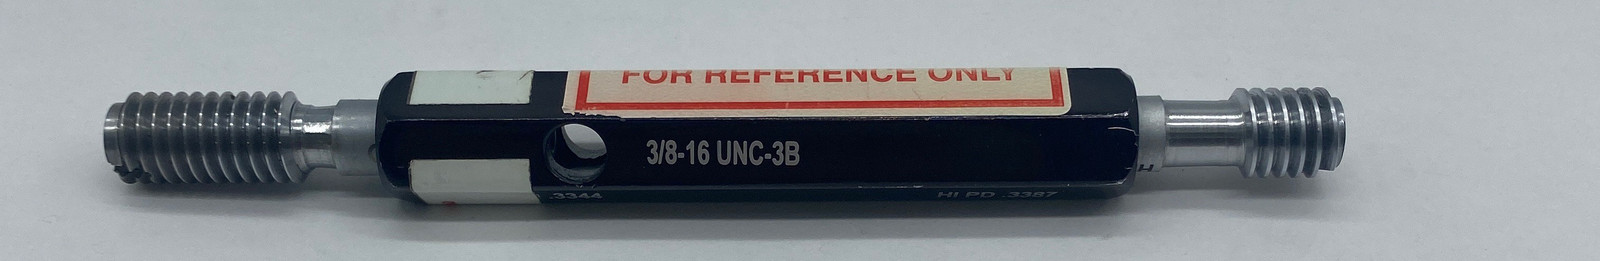 FOR REFERENCE ONLY
3/8-16 UNC-3B
.3344 HI PD .3387
H